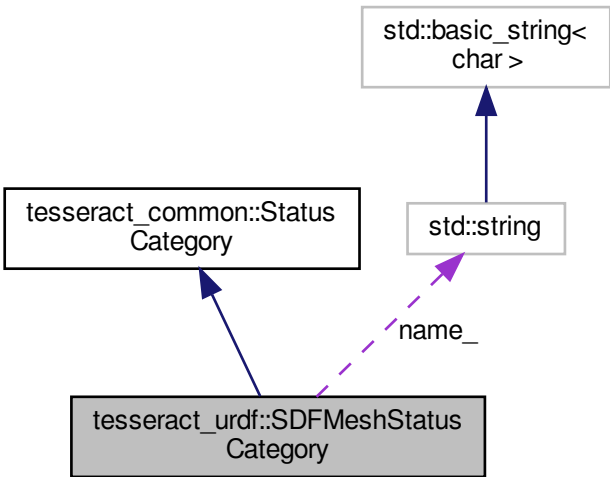 std::basic_string<
char >
tesseract_common::Status
Category
std::string
name_
tesseract_urdf::SDFMeshStatus
Category